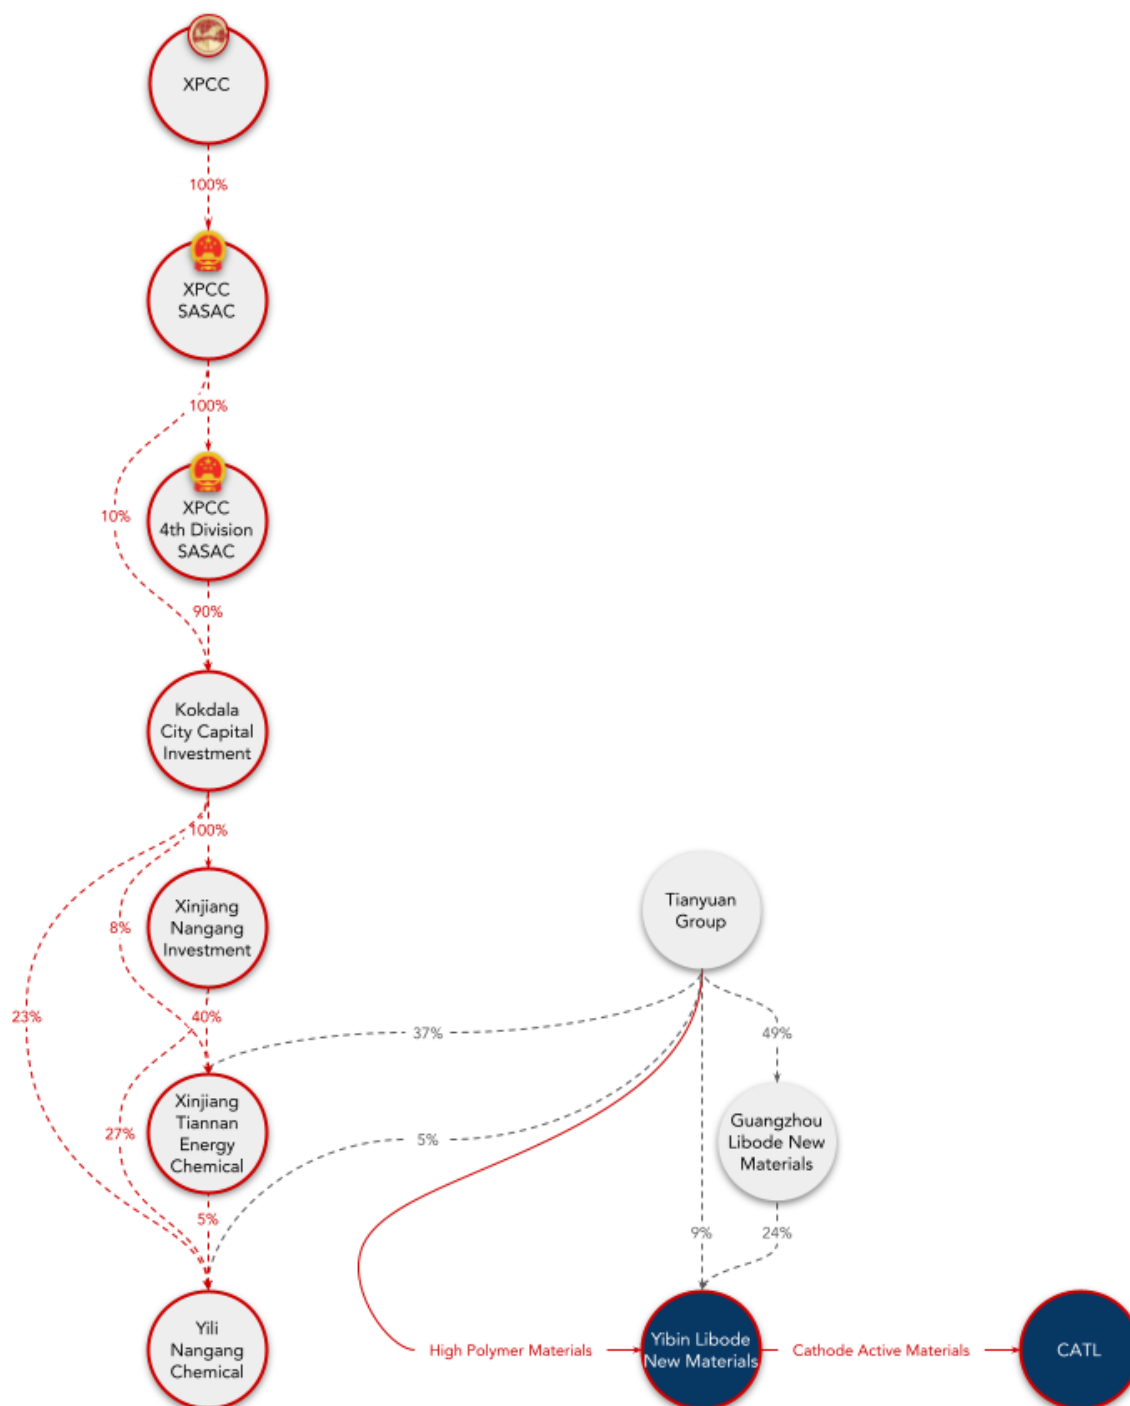 XPCC
100%
XPCC
SASAC
100%
10%
XPCC
4th Division
SASAC
90%
Kokdala
City Capital
Investment
100%
Xinjiang
Nangang
Investment
8%
23%
40%
Tianyuan
Group
37%
49%
Xinjiang
Tiannan
Energy
Chemical
27%
5%
Guangzhou
Libode New
Materials
5%
9%
24%
Yili
Nangang
Chemical
High Polymer Materials
Yibin Libode
New Materials
Cathode Active Materials
CATL